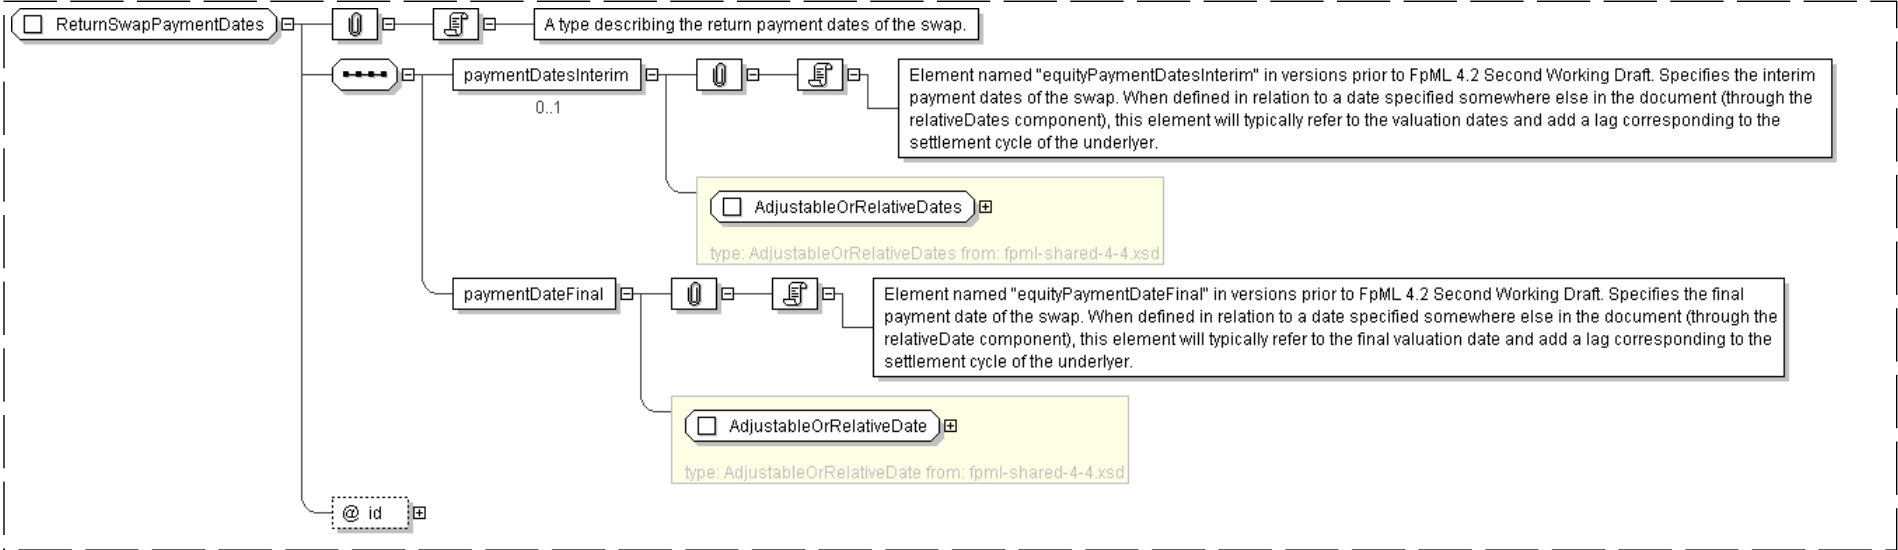 ReturnSwapPaymentDates
A type describing the return payment dates of the swap.
paymentDatesInterim
0..1
Element named "equityPaymentDatesInterim" in versions prior to FpML 4.2 Second Working Draft. Specifies the interim
payment dates of the swap. When defined in relation to a date specified somewhere else in the document (through the
relativeDates component), this element will typically refer to the valuation dates and add a lag corresponding to the
settlement cycle of the underlyer.
AdjustableOrRelativeDates
type: AdjustableOrRelativeDates from: fpml-shared-4-4.xsd
paymentDateFinal
Element named "equityPaymentDateFinal" in versions prior to FpML 4.2 Second Working Draft. Specifies the final
payment date of the swap. When defined in relation to a date specified somewhere else in the document (through the
relativeDate component), this element will typically refer to the final valuation date and add a lag corresponding to the
settlement cycle of the underlyer.
AdjustableOrRelativeDate
type: AdjustableOrRelativeDate from: fpml-shared-4-4.xsd
@ id